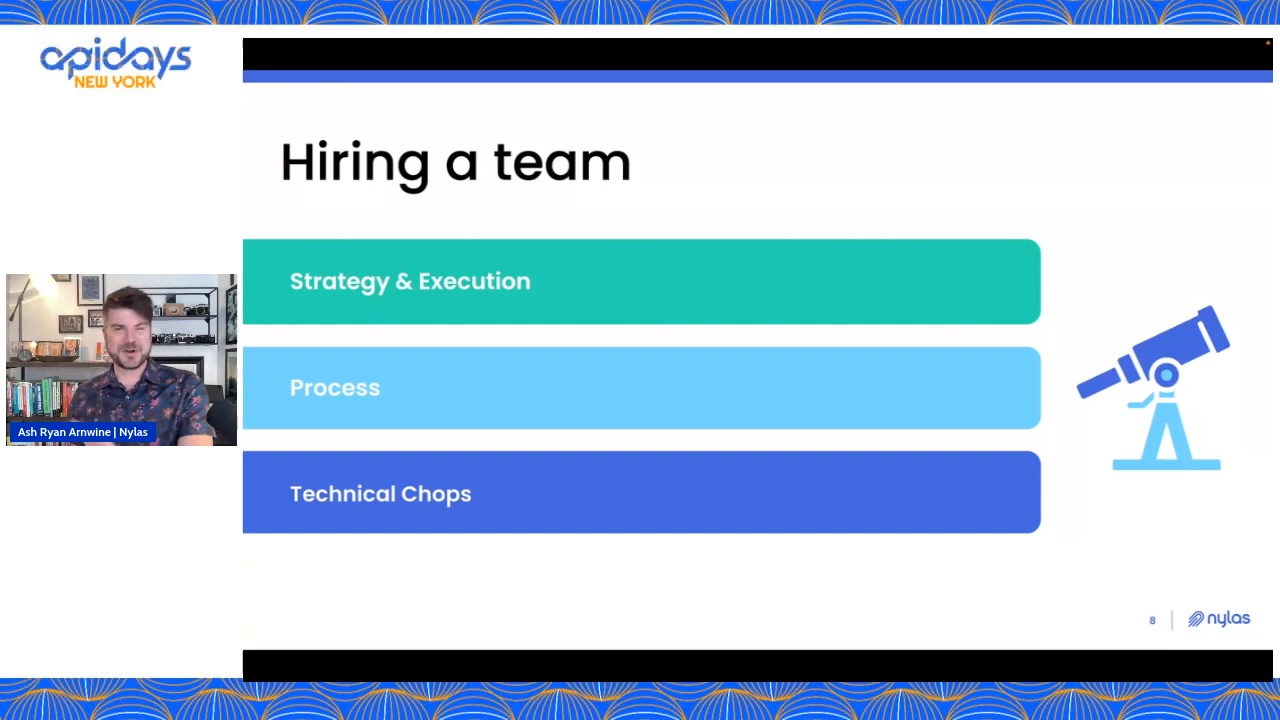 apidays
NEW YORK
Hiring a team
Strategy & Execution
Process
Technical Chops
Ash Ryan Arnwine | Nylas
8
nylas